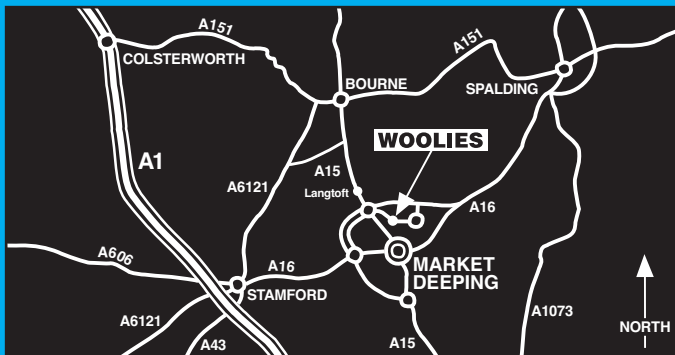 A151
COLSTERWORTH
A151
BOURNE
SPALDING
WOOLIES
A1
A15
A6121
Langtoft
A16
A606
A16
MARKET
DEEPING
STAMFORD
A6121
A1073
NORTH
A43
A15